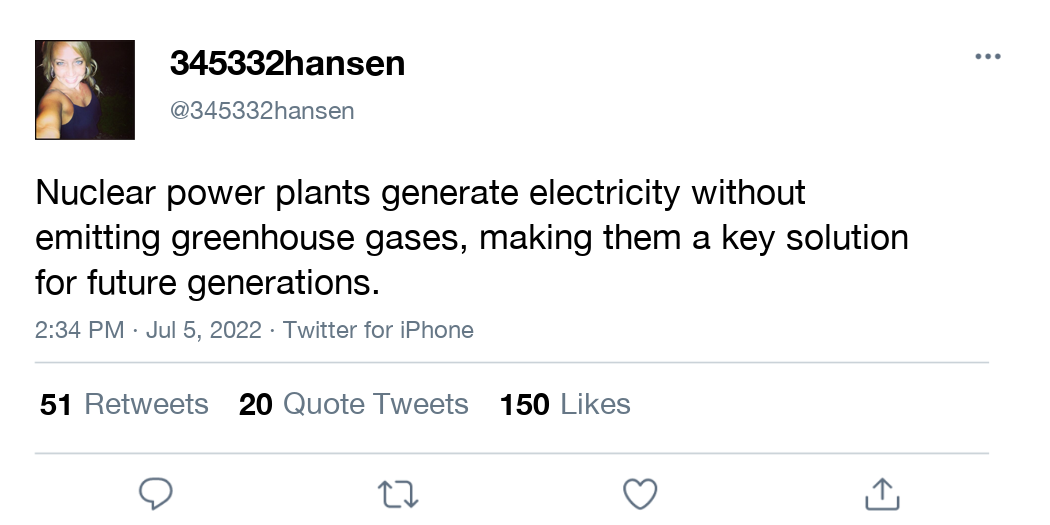 345332hansen
@345332hansen
Nuclear power plants generate electricity without
emitting greenhouse gases, making them a key solution
for future generations.
2:34 PM · Jul 5, 2022 · Twitter for iPhone
51 Retweets 20 Quote Tweets 150 Likes